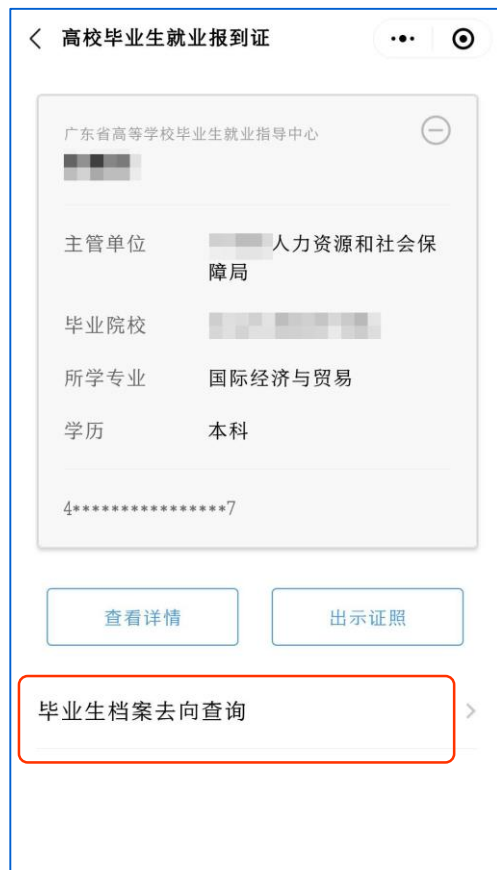 高校毕业生就业报到证
广东省高等学校毕业生就业指导中心
主管单位
人力资源和社会保
障局
毕业院校
所学专业 国际经济与贸易
学历 本科
4****************7
查看详情 出示证照
毕业生档案去向查询